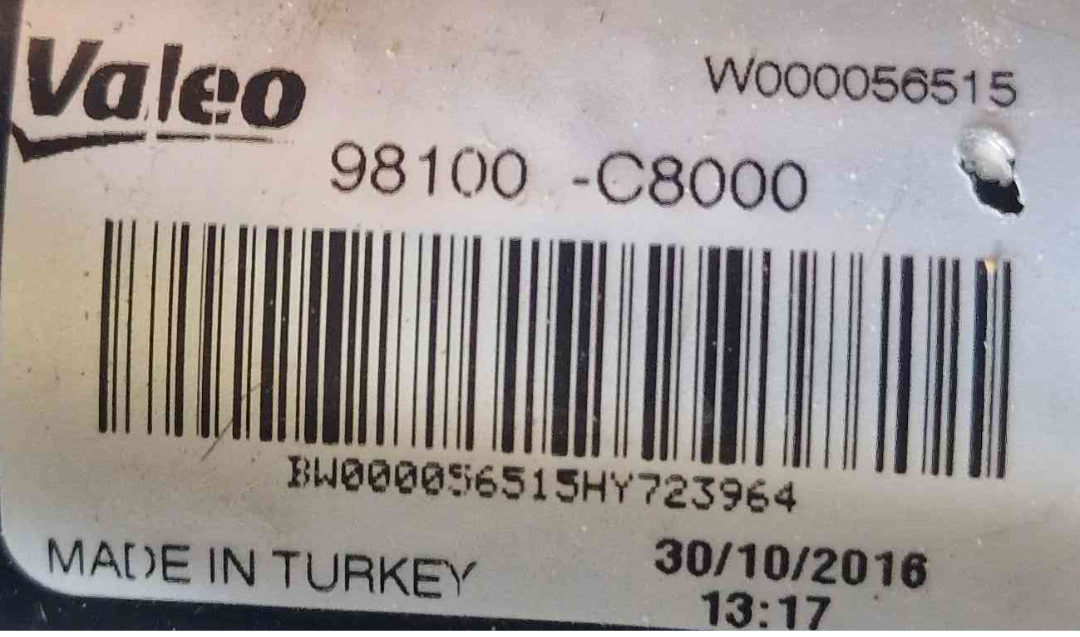 Valeo
W000056515
98100 -C8000
BW000056515HY723964
MADE IN TURKEY
30/10/2016
13:17